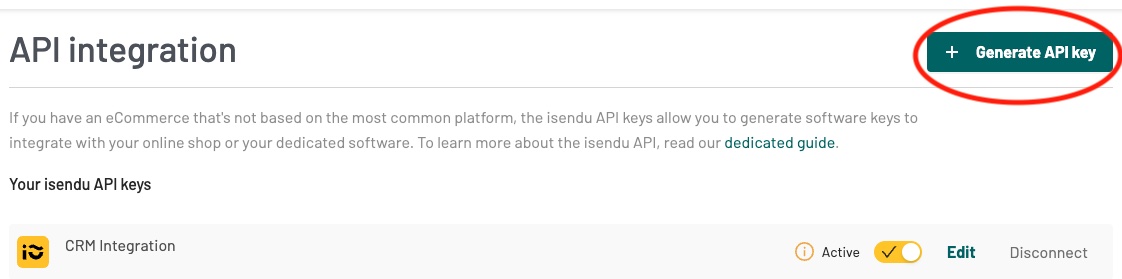 API integration
+ Generate API key
If you have an eCommerce that's not based on the most common platform, the isendu API keys allow you to generate software keys to
integrate with your online shop or your dedicated software. To learn more about the isendu API, read our dedicated guide.
Your isendu API keys
CRM Integration
Active
Edit
Disconnect